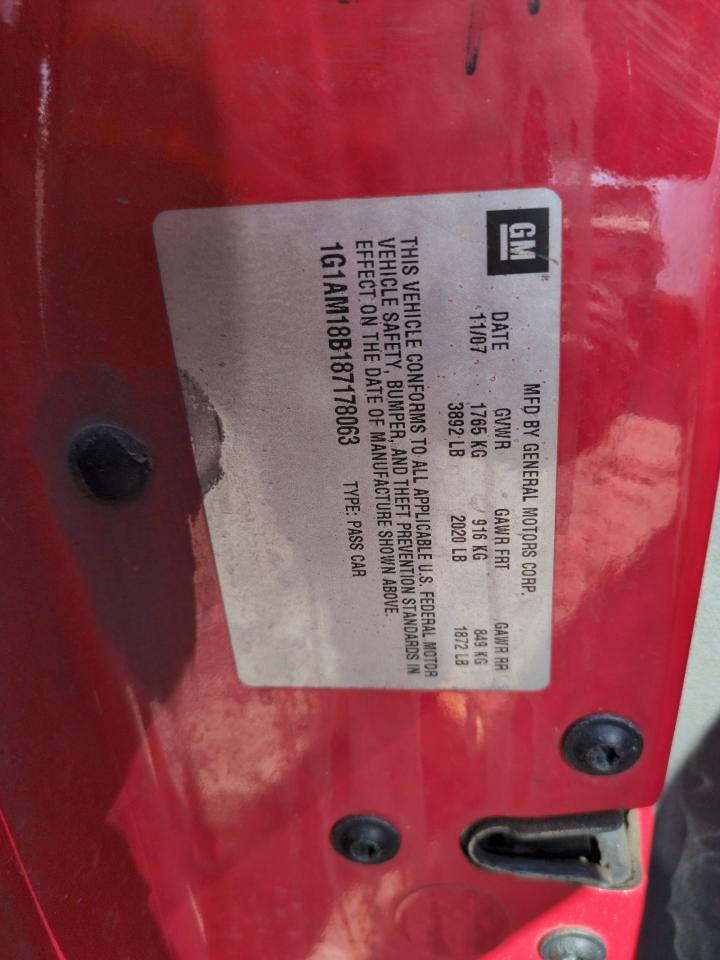 GM
MFD BY GENERAL MOTORS CORP.
DATE GVWR GAWR FRT GAWR RR
11/07 1765 KG 916 KG 849 KG
3892 LB 2020 LB 1872 LB
THIS VEHICLE CONFORMS TO ALL APPLICABLE U.S. FEDERAL MOTOR
VEHICLE SAFETY, BUMPER, AND THEFT PREVENTION STANDARDS IN
EFFECT ON THE DATE OF MANUFACTURE SHOWN ABOVE.
1G1AM18B187178063 TYPE: PASS CAR